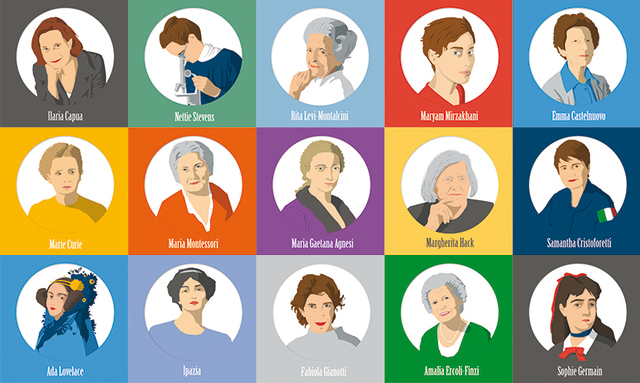 Ilaria Capua
Nettie Stevens
Rita Levi-Montalcini
Maryam Mirzakhani
Emma Castelnuovo
Marie Curie
Maria Montessori
Maria Gaetana Agnesi
Margherita Hack
Samantha Cristoforetti
Ada Lovelace
Ipazia
Fabiola Gianotti
Amalia Ercoli-Finzi
Sophie Germain